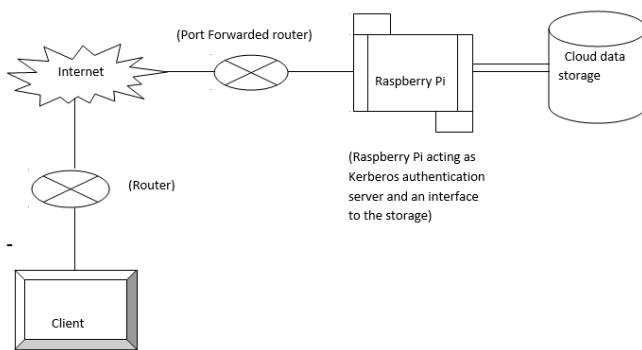 (Port Forwarded router)
Internet
Raspberry Pi
Cloud data
storage
(Raspberry Pi acting as
Kerberos authentication
server and an interface
to the storage)
(Router)
-
Client